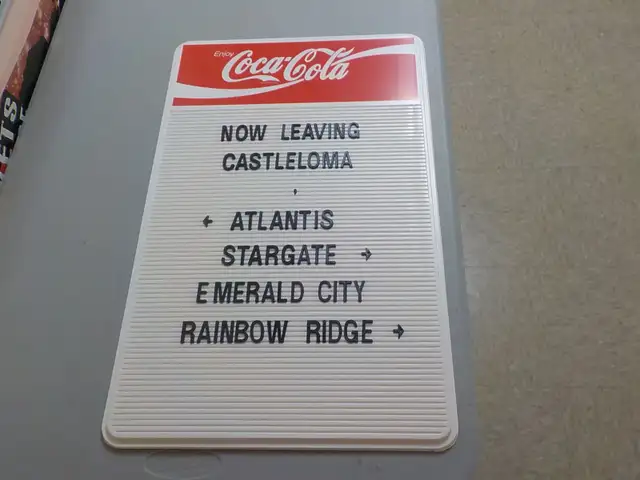 Enjoy
Coca-Cola
NOW LEAVING
CASTLELOMA
← ATLANTIS
STARGATE →
EMERALD CITY
RAINBOW RIDGE →